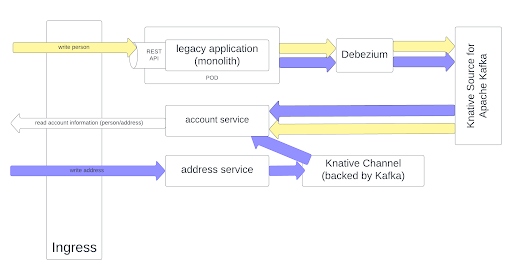 write person
REST
API
legacy application
(monolith)
POD
Debezium
Knative Source for
Apache Kafka
read account information (person/address)
account service
write address
address service
Knative Channel
(backed by Kafka)
Ingress